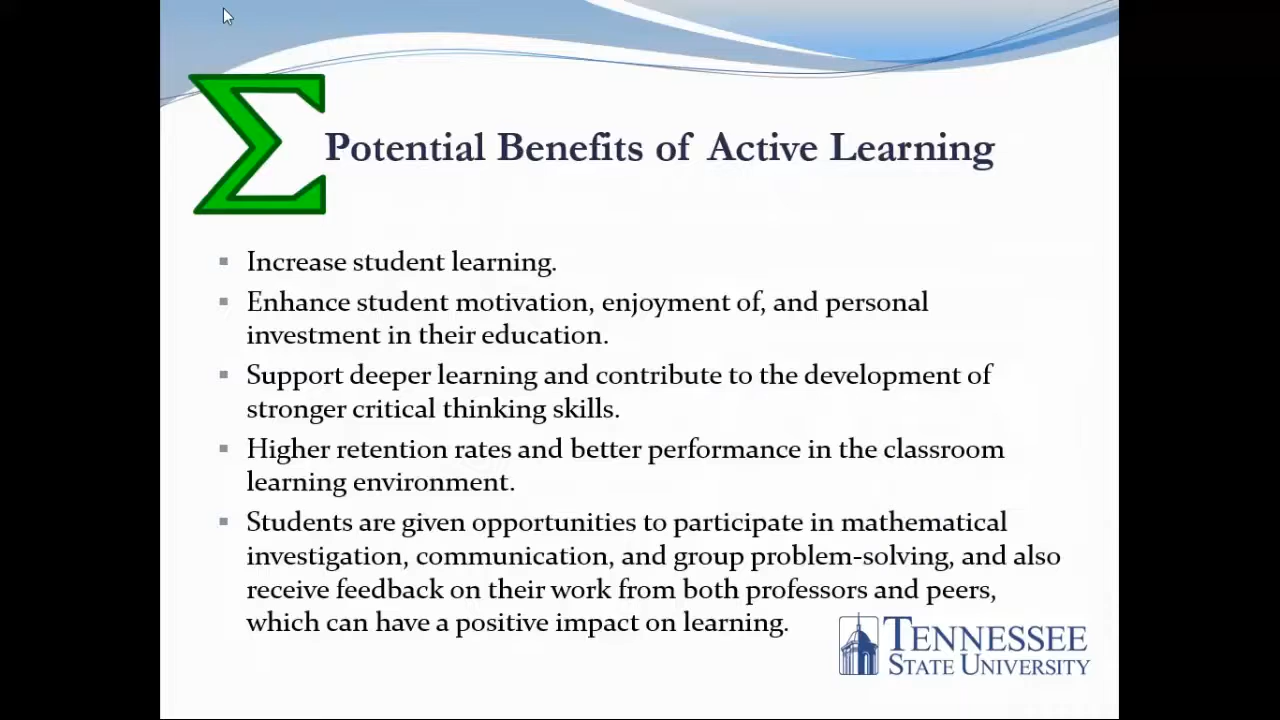 Σ
Potential Benefits of Active Learning
▪ Increase student learning.
▪ Enhance student motivation, enjoyment of, and personal
investment in their education.
▪ Support deeper learning and contribute to the development of
stronger critical thinking skills.
▪ Higher retention rates and better performance in the classroom
learning environment.
▪ Students are given opportunities to participate in mathematical
investigation, communication, and group problem-solving, and also
receive feedback on their work from both professors and peers,
which can have a positive impact on learning.
TENNESSEE
STATE UNIVERSITY